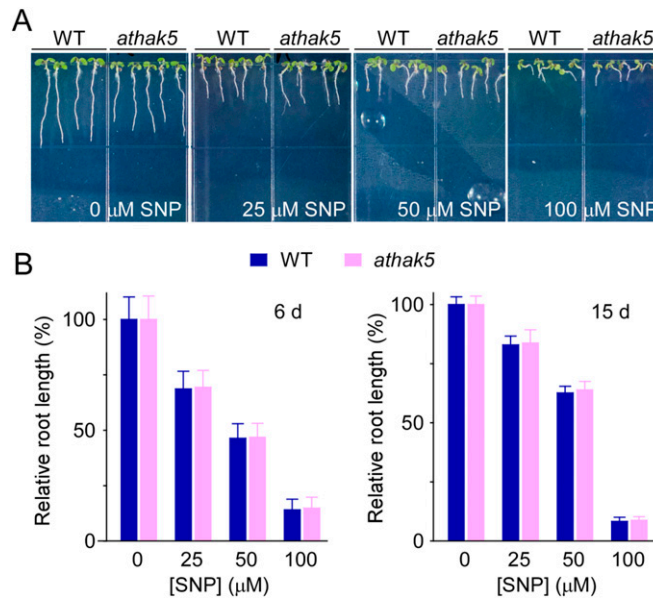 A
WT athak5 WT athak5 WT athak5 WT athak5
0 μM SNP 25 μM SNP 50 μM SNP 100 μM SNP
B
WT athak5
6 d
Relative root length (%)
100
50
0
0 25 50 100
[SNP] (μM)
15 d
Relative root length (%)
100
50
0
0 25 50 100
[SNP] (μM)